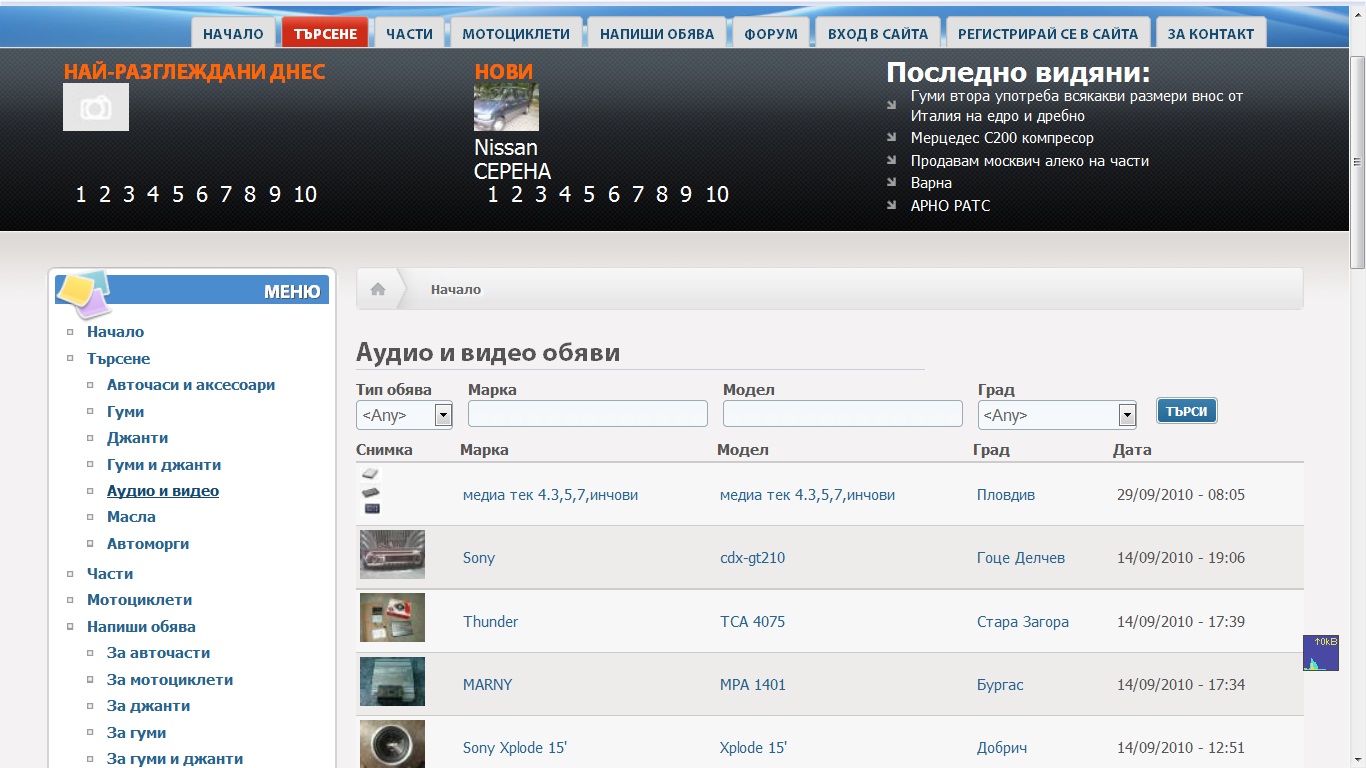 НАЧАЛО ТЪРСЕНЕ ЧАСТИ МОТОЦИКЛЕТИ НАПИШИ ОБЯВА ФОРУМ ВХОД В САЙТА РЕГИСТРИРАЙ СЕ В САЙТА ЗА КОНТАКТ
НАЙ-РАЗГЛЕЖДАНИ ДНЕС
1 2 3 4 5 6 7 8 9 10
НОВИ
Nissan
СЕРЕНА
1 2 3 4 5 6 7 8 9 10
Последно видяни:
Гуми втора употреба всякакви размери внос от
Италия на едро и дребно
Мерцедес С200 компресор
Продавам москвич алеко на части
Варна
АРНО РАТС
МЕНЮ
Начало
Търсене
Авточаси и аксесоари
Гуми
Джанти
Гуми и джанти
Аудио и видео
Масла
Автоморги
Части
Мотоциклети
Напиши обява
За авточасти
За мотоциклети
За джанти
За гуми
За гуми и джанти
Начало
Аудио и видео обяви
Тип обява Марка Модел Град
<Any> <Any> ТЪРСИ
Снимка Марка Модел Град Дата
медиа тек 4.3,5,7,инчови медиа тек 4.3,5,7,инчови Пловдив 29/09/2010 - 08:05
Sony cdx-gt210 Гоце Делчев 14/09/2010 - 19:06
Thunder TCA 4075 Стара Загора 14/09/2010 - 17:39
MARNY MPA 1401 Бургас 14/09/2010 - 17:34
Sony Xplode 15' Xplode 15' Добрич 14/09/2010 - 12:51
↑0kB